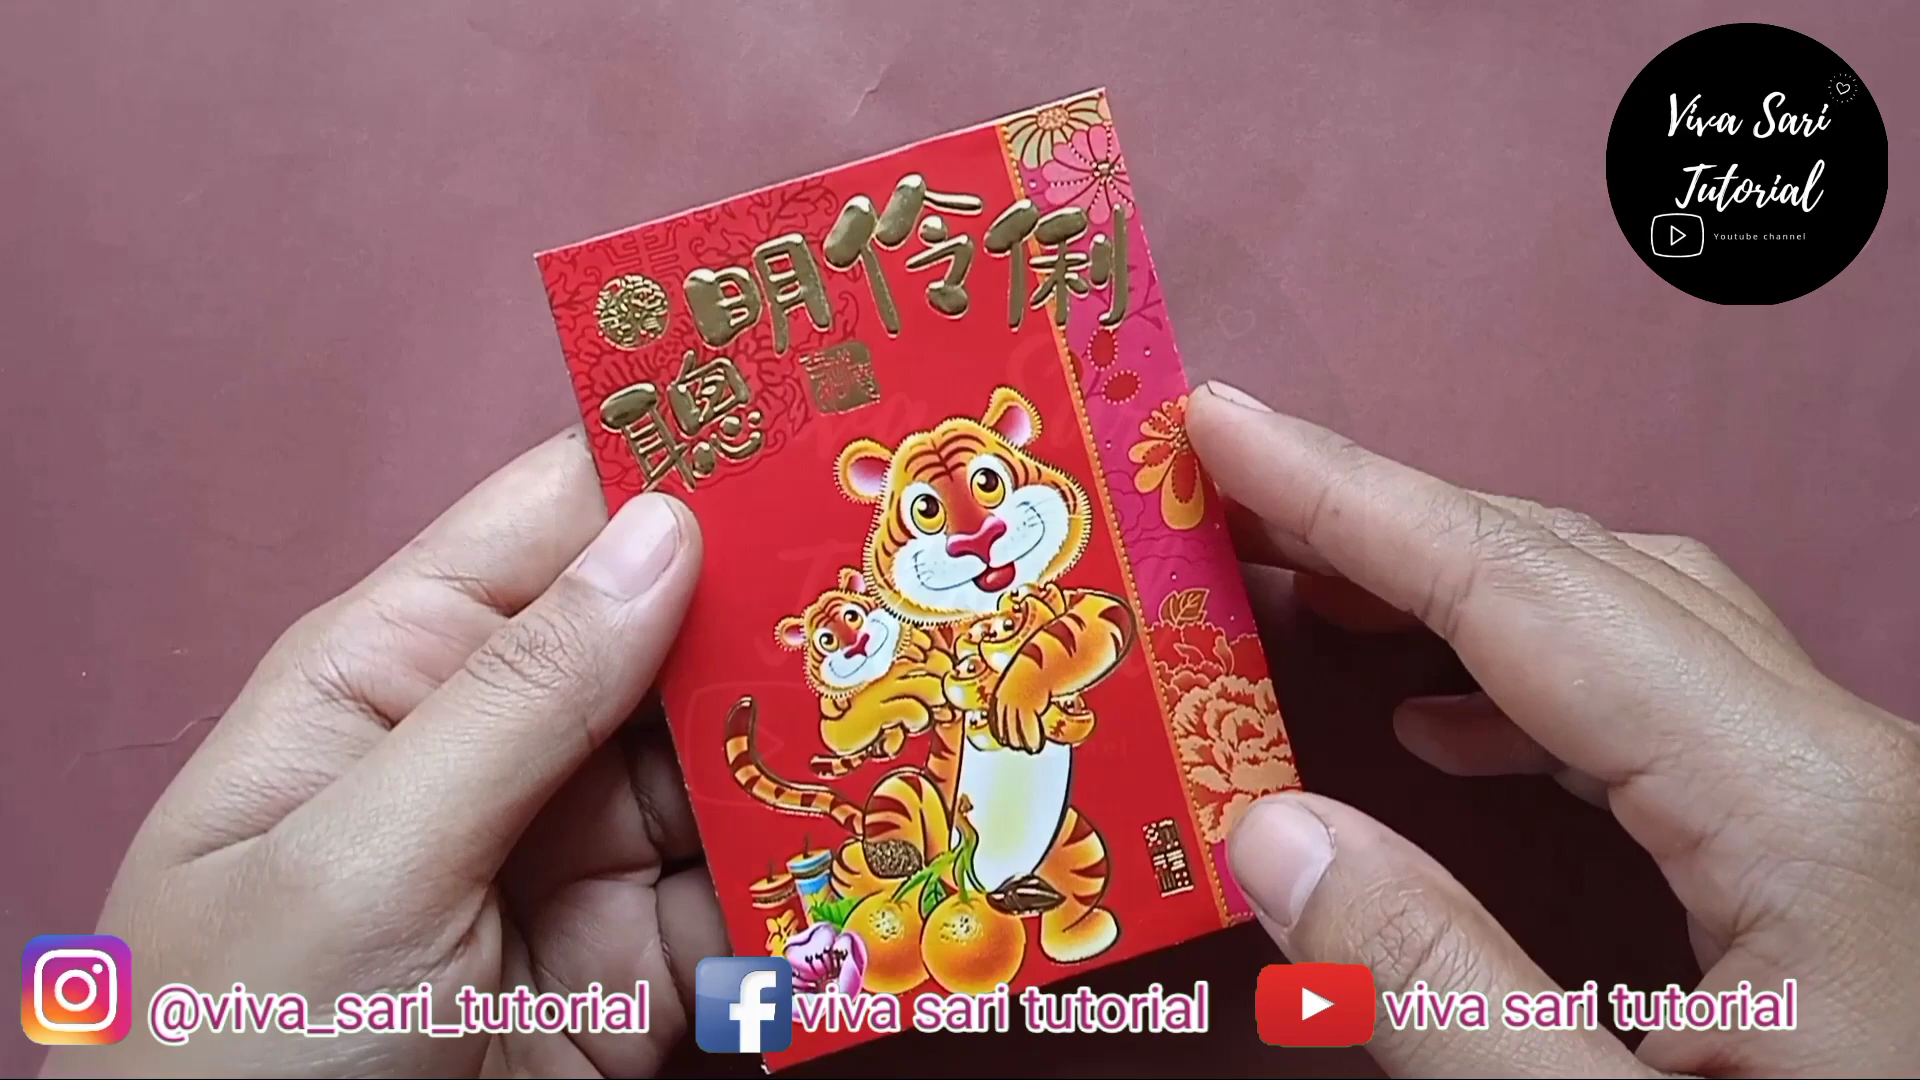 Viva Sari
Tutorial
Youtube channel
聰明伶俐
@viva_sari_tutorial
viva sari tutorial
viva sari tutorial